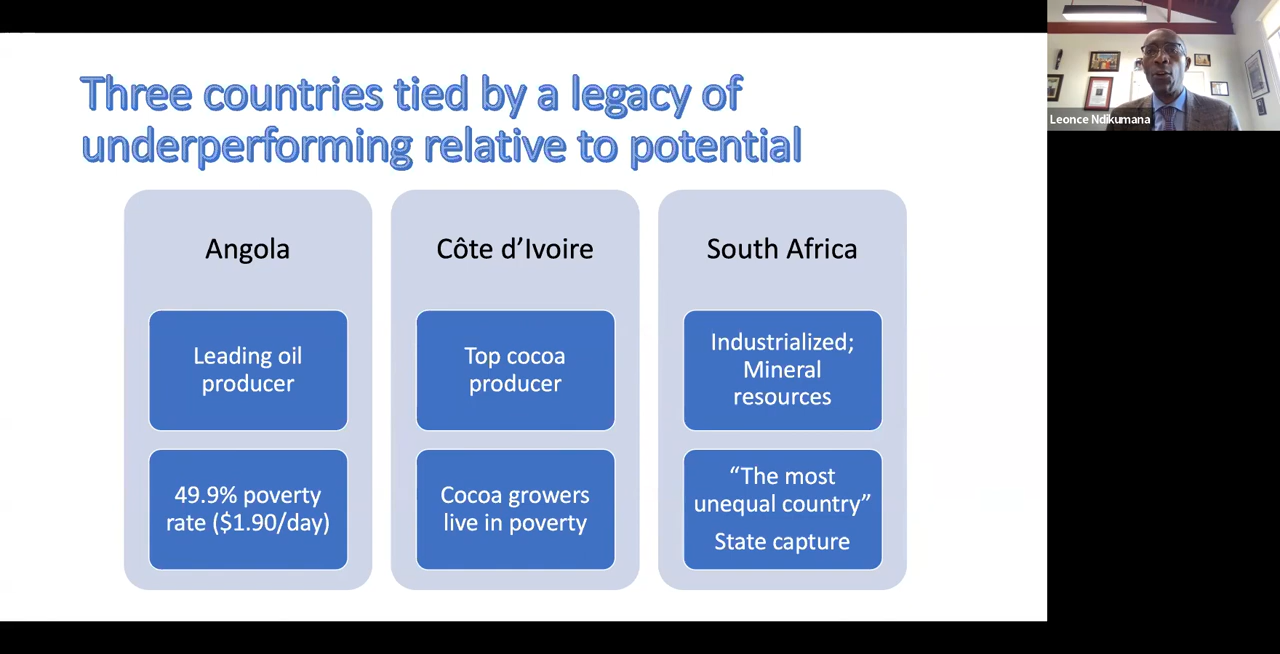 Three countries tied by a legacy of
underperforming relative to potential
Angola
Leading oil
producer
49.9% poverty
rate ($1.90/day)
Côte d’Ivoire
Top cocoa
producer
Cocoa growers
live in poverty
South Africa
Industrialized;
Mineral
resources
“The most
unequal country”
State capture
Leonce Ndikumana